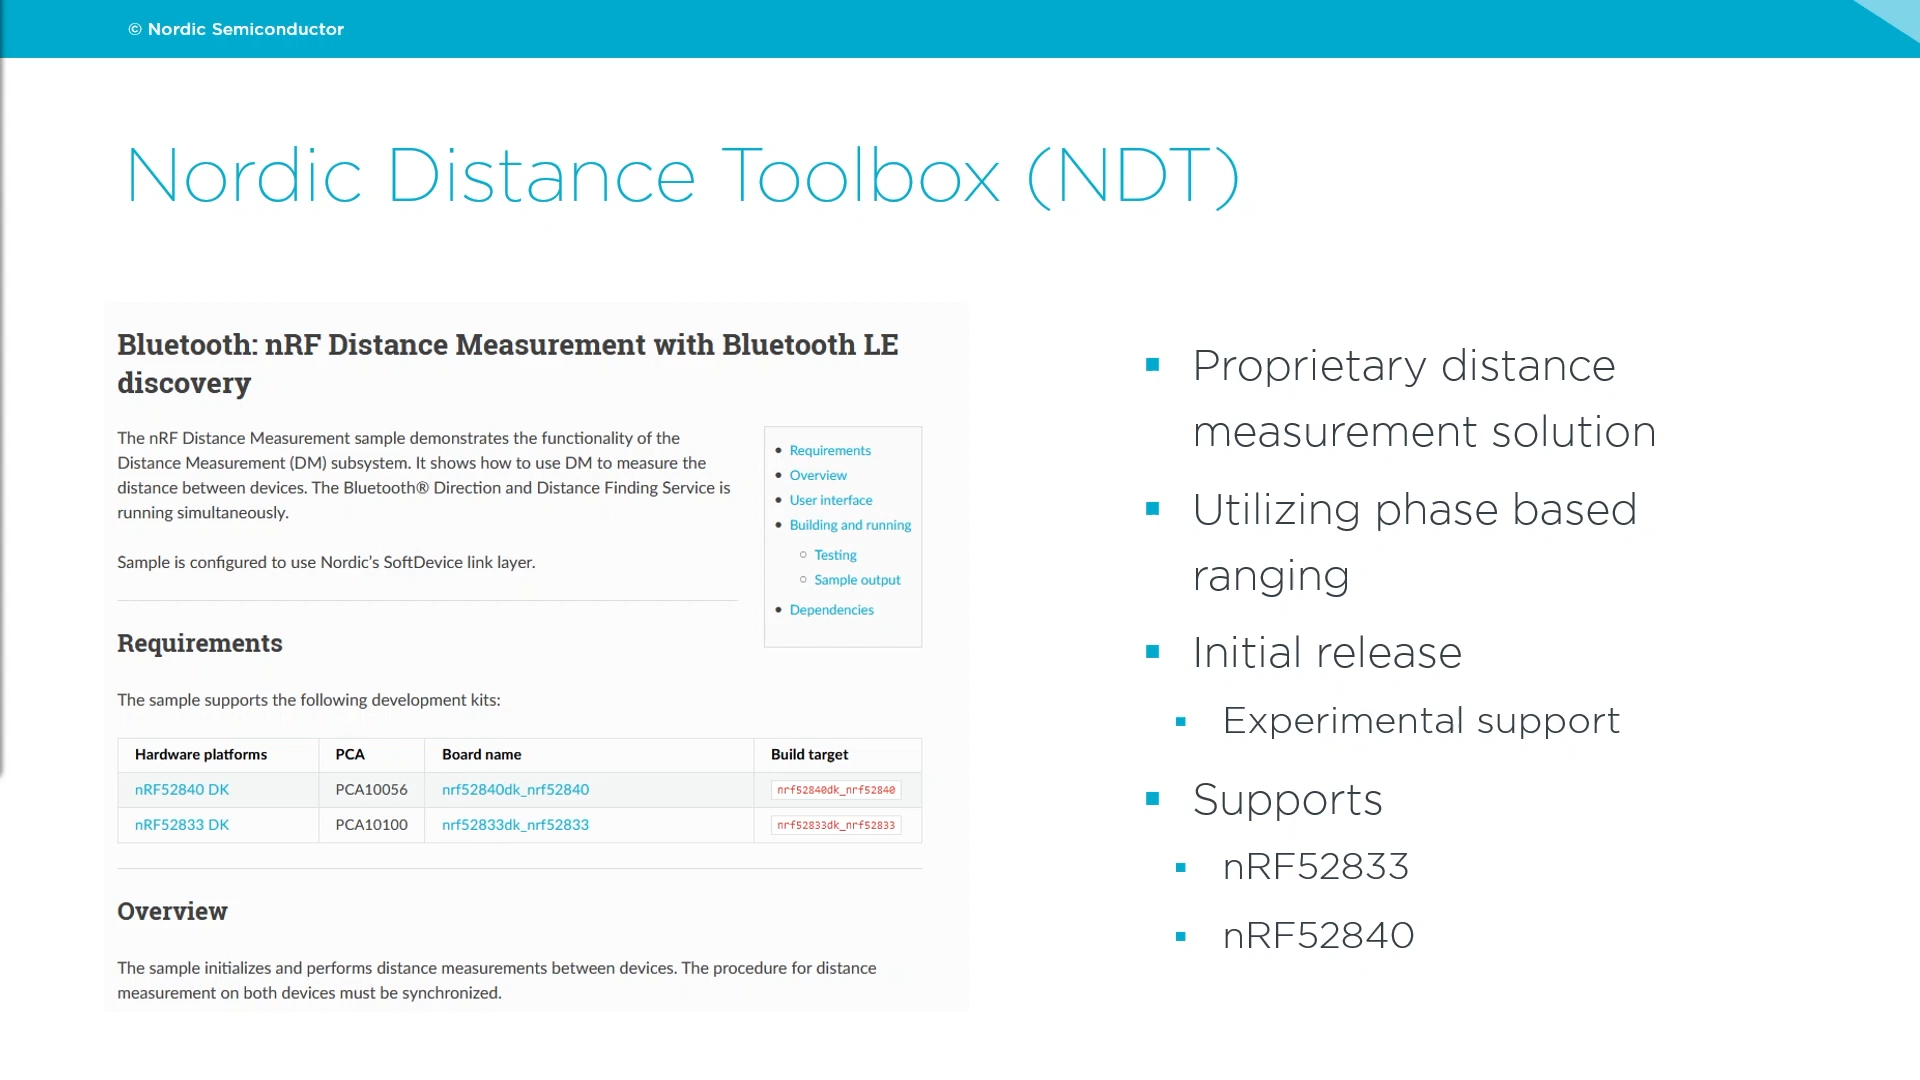 © Nordic Semiconductor
Nordic Distance Toolbox (NDT)
Bluetooth: nRF Distance Measurement with Bluetooth LE
discovery
The nRF Distance Measurement sample demonstrates the functionality of the
Distance Measurement (DM) subsystem. It shows how to use DM to measure the
distance between devices. The Bluetooth® Direction and Distance Finding Service is
running simultaneously.
Sample is configured to use Nordic's SoftDevice link layer.
Requirements
Overview
User interface
Building and running
Testing
Sample output
Dependencies
Requirements
The sample supports the following development kits:
Hardware platforms PCA Board name Build target
nRF52840 DK PCA10056 nrf52840dk_nrf52840 nrf52840dk_nrf52840
nRF52833 DK PCA10100 nrf52833dk_nrf52833 nrf52833dk_nrf52833
Overview
The sample initializes and performs distance measurements between devices. The procedure for distance
measurement on both devices must be synchronized.
Proprietary distance
measurement solution
Utilizing phase based
ranging
Initial release
Experimental support
Supports
nRF52833
nRF52840